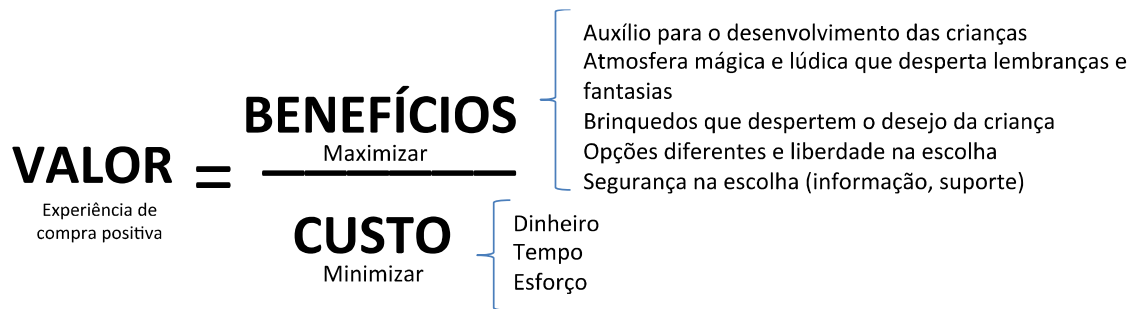 VALOR
Experiência de
compra positiva
=
BENEFÍCIOS
Maximizar
Auxílio para o desenvolvimento das crianças
Atmosfera mágica e lúdica que desperta lembranças e
fantasias
Brinquedos que despertem o desejo da criança
Opções diferentes e liberdade na escolha
Segurança na escolha (informação, suporte)
CUSTO
Minimizar
Dinheiro
Tempo
Esforço